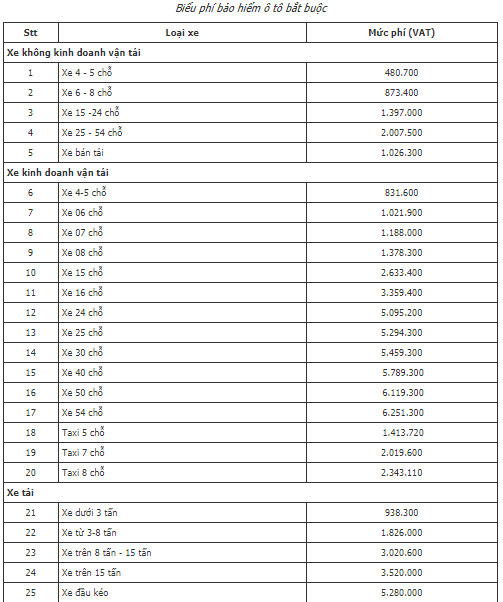 Biểu phí bảo hiểm ô tô bắt buộc
Stt Loại xe Mức phí (VAT)
Xe không kinh doanh vận tải
1 Xe 4 - 5 chỗ 480.700
2 Xe 6 - 8 chỗ 873.400
3 Xe 15 -24 chỗ 1.397.000
4 Xe 25 - 54 chỗ 2.007.500
5 Xe bán tải 1.026.300
Xe kinh doanh vận tải
6 Xe 4-5 chỗ 831.600
7 Xe 06 chỗ 1.021.900
8 Xe 07 chỗ 1.188.000
9 Xe 08 chỗ 1.378.300
10 Xe 15 chỗ 2.633.400
11 Xe 16 chỗ 3.359.400
12 Xe 24 chỗ 5.095.200
13 Xe 25 chỗ 5.294.300
14 Xe 30 chỗ 5.459.300
15 Xe 40 chỗ 5.789.300
16 Xe 50 chỗ 6.119.300
17 Xe 54 chỗ 6.251.300
18 Taxi 5 chỗ 1.413.720
19 Taxi 7 chỗ 2.019.600
20 Taxi 8 chỗ 2.343.110
Xe tải
21 Xe dưới 3 tấn 938.300
22 Xe từ 3-8 tấn 1.826.000
23 Xe trên 8 tấn - 15 tấn 3.020.600
24 Xe trên 15 tấn 3.520.000
25 Xe đầu kéo 5.280.000